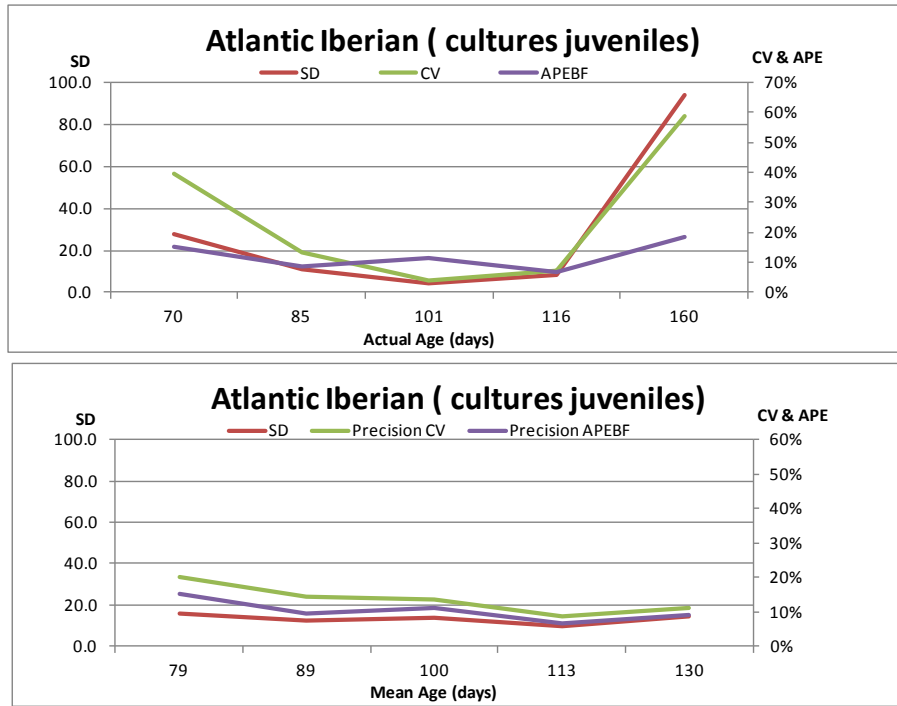 Atlantic Iberian ( cultures juveniles)
SD
CV & APE
SD CV APEBF
100.0
80.0
60.0
40.0
20.0
0.0
70%
60%
50%
40%
30%
20%
10%
0%
70 85 101 116 160
Actual Age (days)
Atlantic Iberian ( cultures juveniles)
SD
CV & APE
SD Precision CV Precision APEBF
100.0
80.0
60.0
40.0
20.0
0.0
60%
50%
40%
30%
20%
10%
0%
79 89 100 113 130
Mean Age (days)